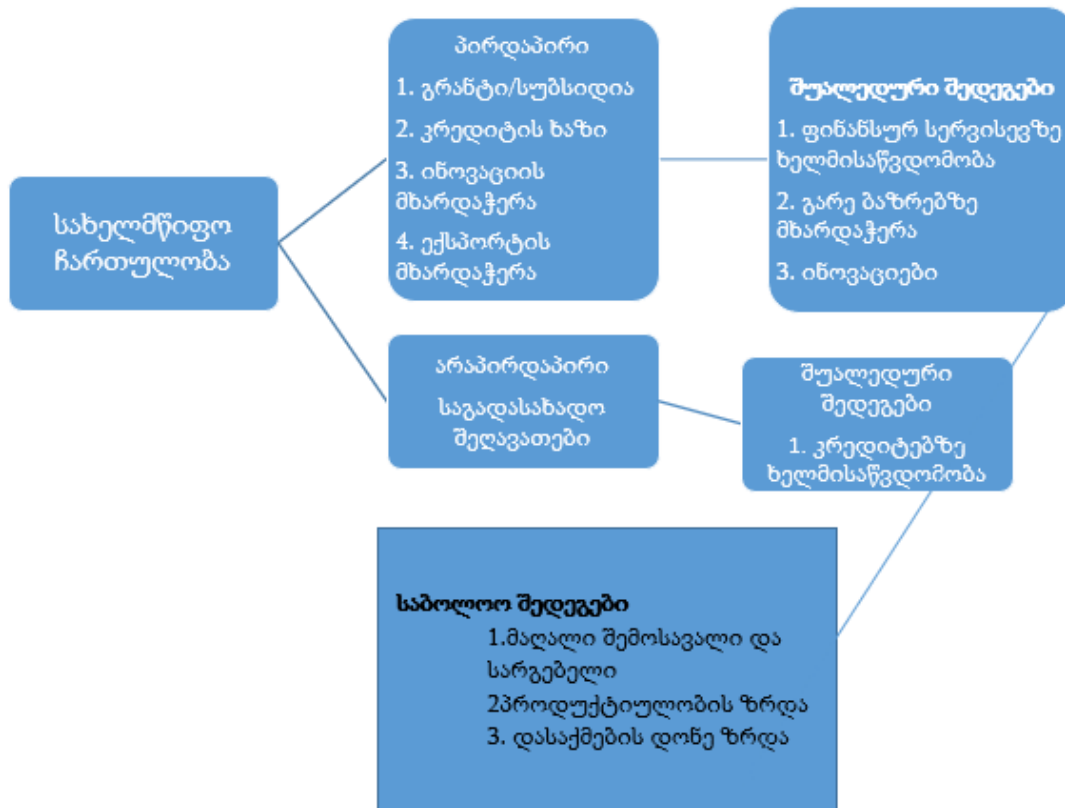 სახელმწიფო
ჩართულობა
პირდაპირი
1. გრანტი/სუბსიდია
2. კრედიტის ხაზი
3. ინოვაციის
მხარდაჭერა
4. ექსპორტის
მხარდაჭერა
შუალედური შედეგები
1. ფინანსურ სერვისევზე
ხელმისაწვდომობა
2. გარე ბაზრებზე
მხარდაჭერა
3. ინოვაციები
არაპირდაპირი
საგადასახადო
შეღავათები
შუალედური
შედეგები
1. კრედიტებზე
ხელმისაწვდომობა
საბოლოო შედეგები
1.მაღალი შემოსავალი და
სარგებელი
2პროდუქტიულობის ზრდა
3. დასაქმების დონე ზრდა